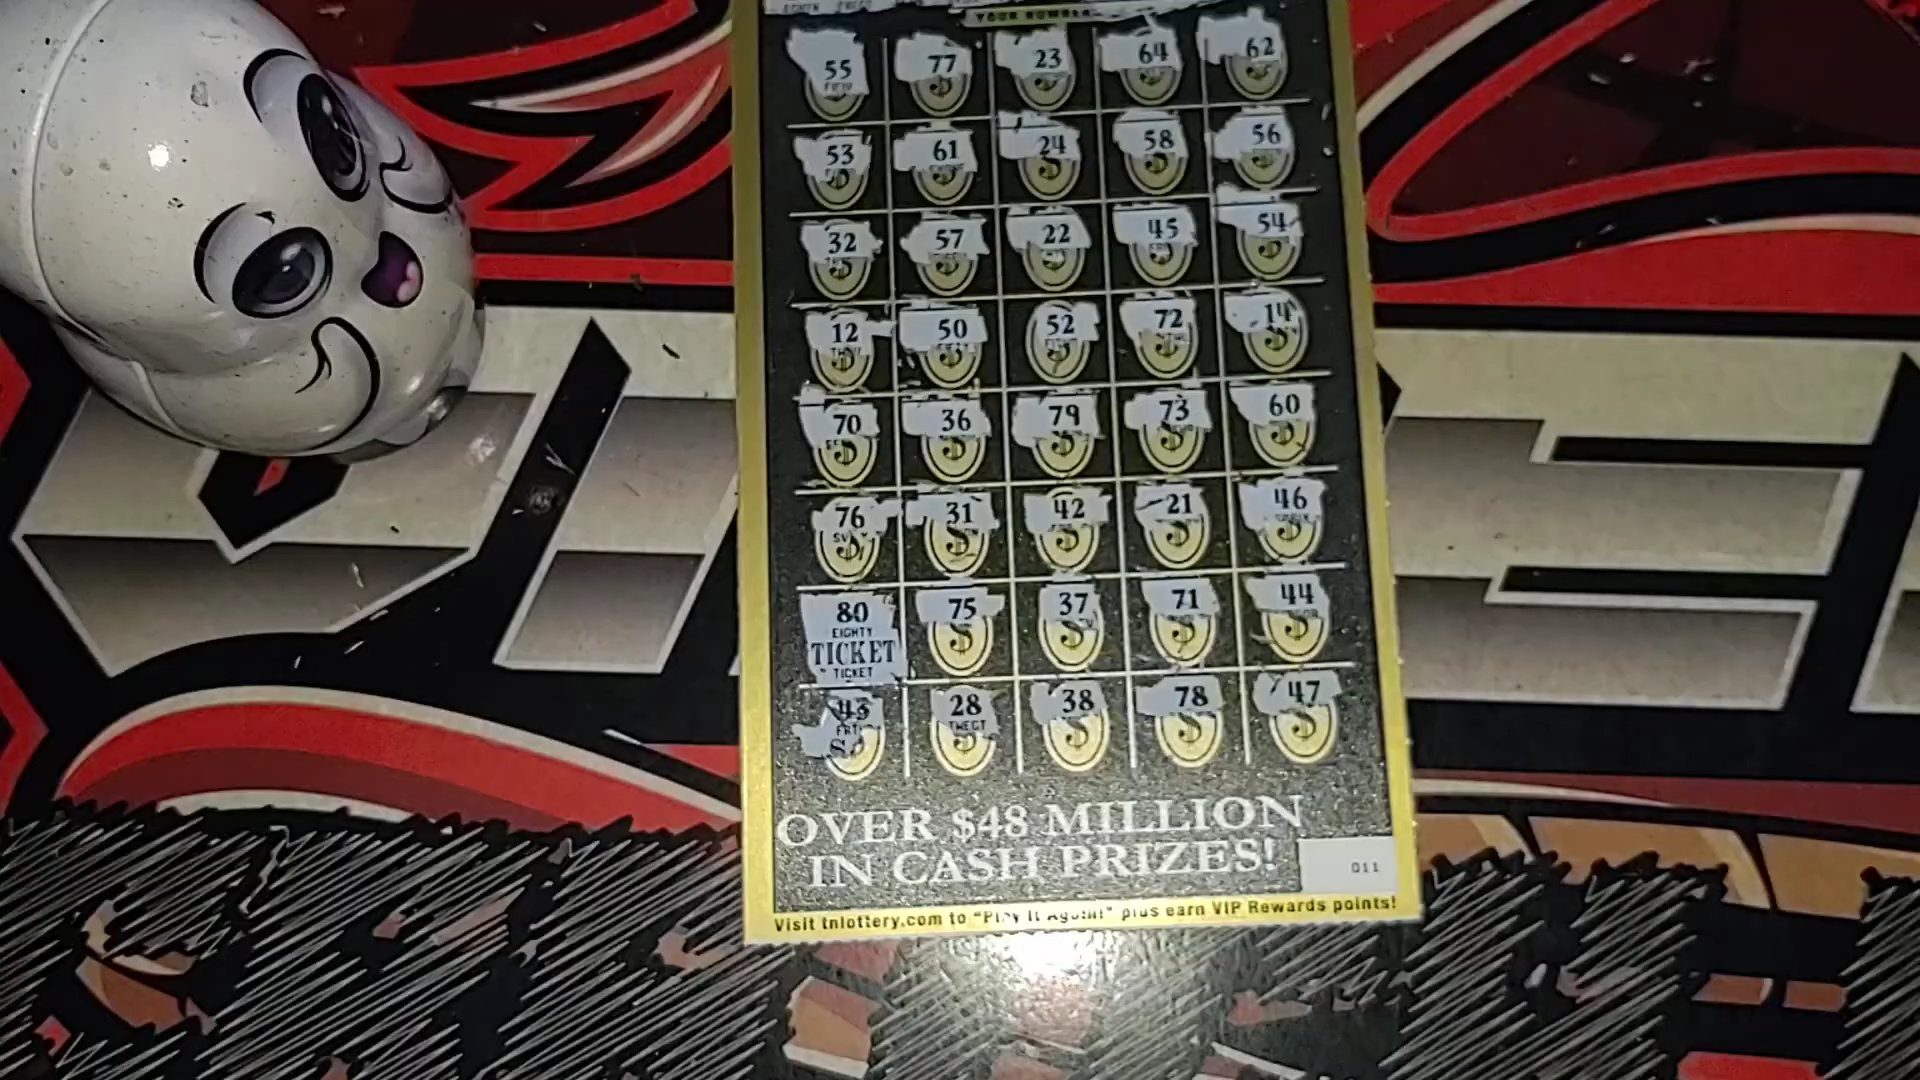 YOUR NUMBERS
55 77 23 64 62
53 61 24 58 56
32 57 22 45 54
12 50 52 72 14
70 36 79 73 60
76 31 42 21 46
80 75 37 71 44
EIGHTY
TICKET
TICKET
43 28 38 78 47
OVER $48 MILLION
IN CASH PRIZES!
011
Visit tnlottery.com to "Play It Again!" plus earn VIP Rewards points!